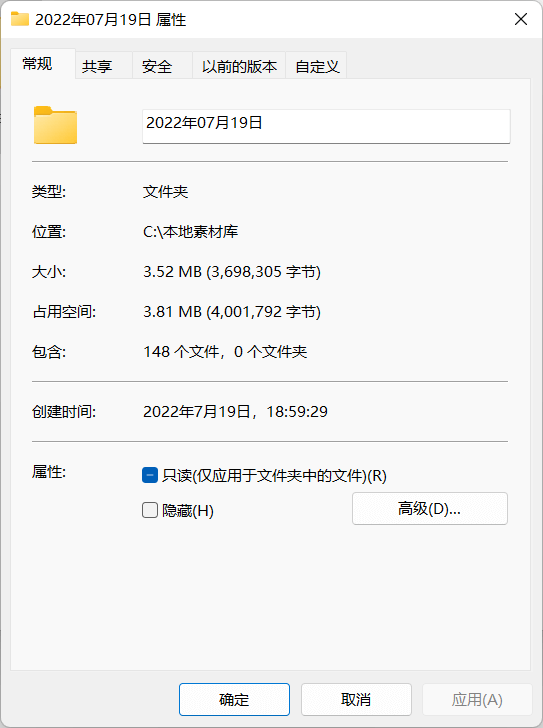 2022年07月19日 属性
常规 共享 安全 以前的版本 自定义
2022年07月19日
类型: 文件夹
位置: C:\本地素材库
大小: 3.52 MB (3,698,305 字节)
占用空间: 3.81 MB (4,001,792 字节)
包含: 148 个文件，0 个文件夹
创建时间: 2022年7月19日，18:59:29
属性: 只读(仅应用于文件夹中的文件)(R)
隐藏(H) 高级(D)...
确定 取消 应用(A)